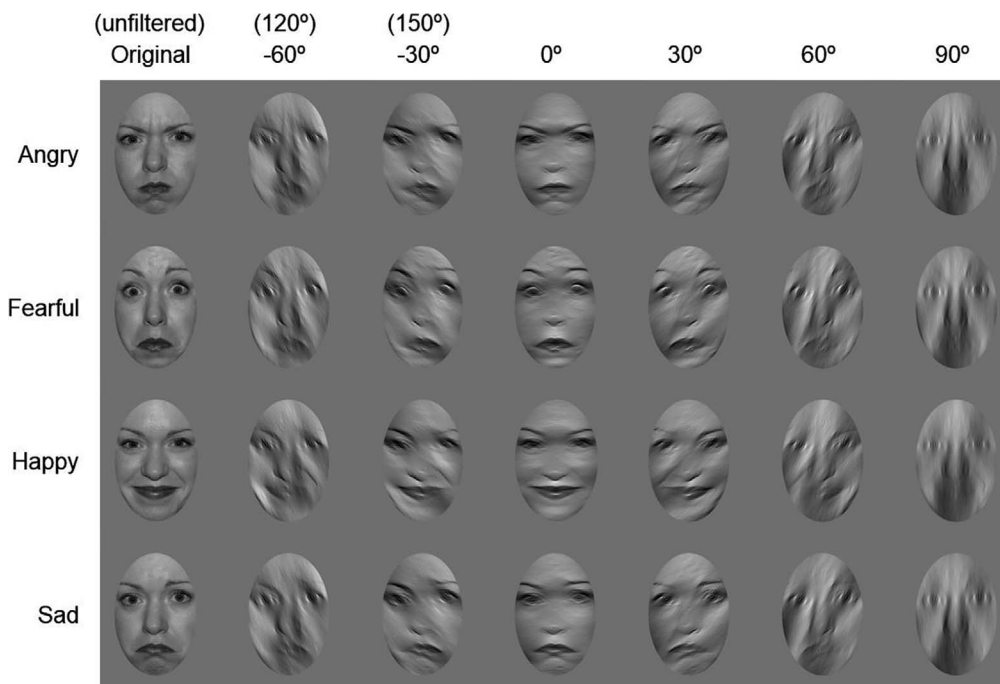 (unfiltered) (120º) (150º)
Original -60º -30º 0º 30º 60º 90º
Angry
Fearful
Happy
Sad